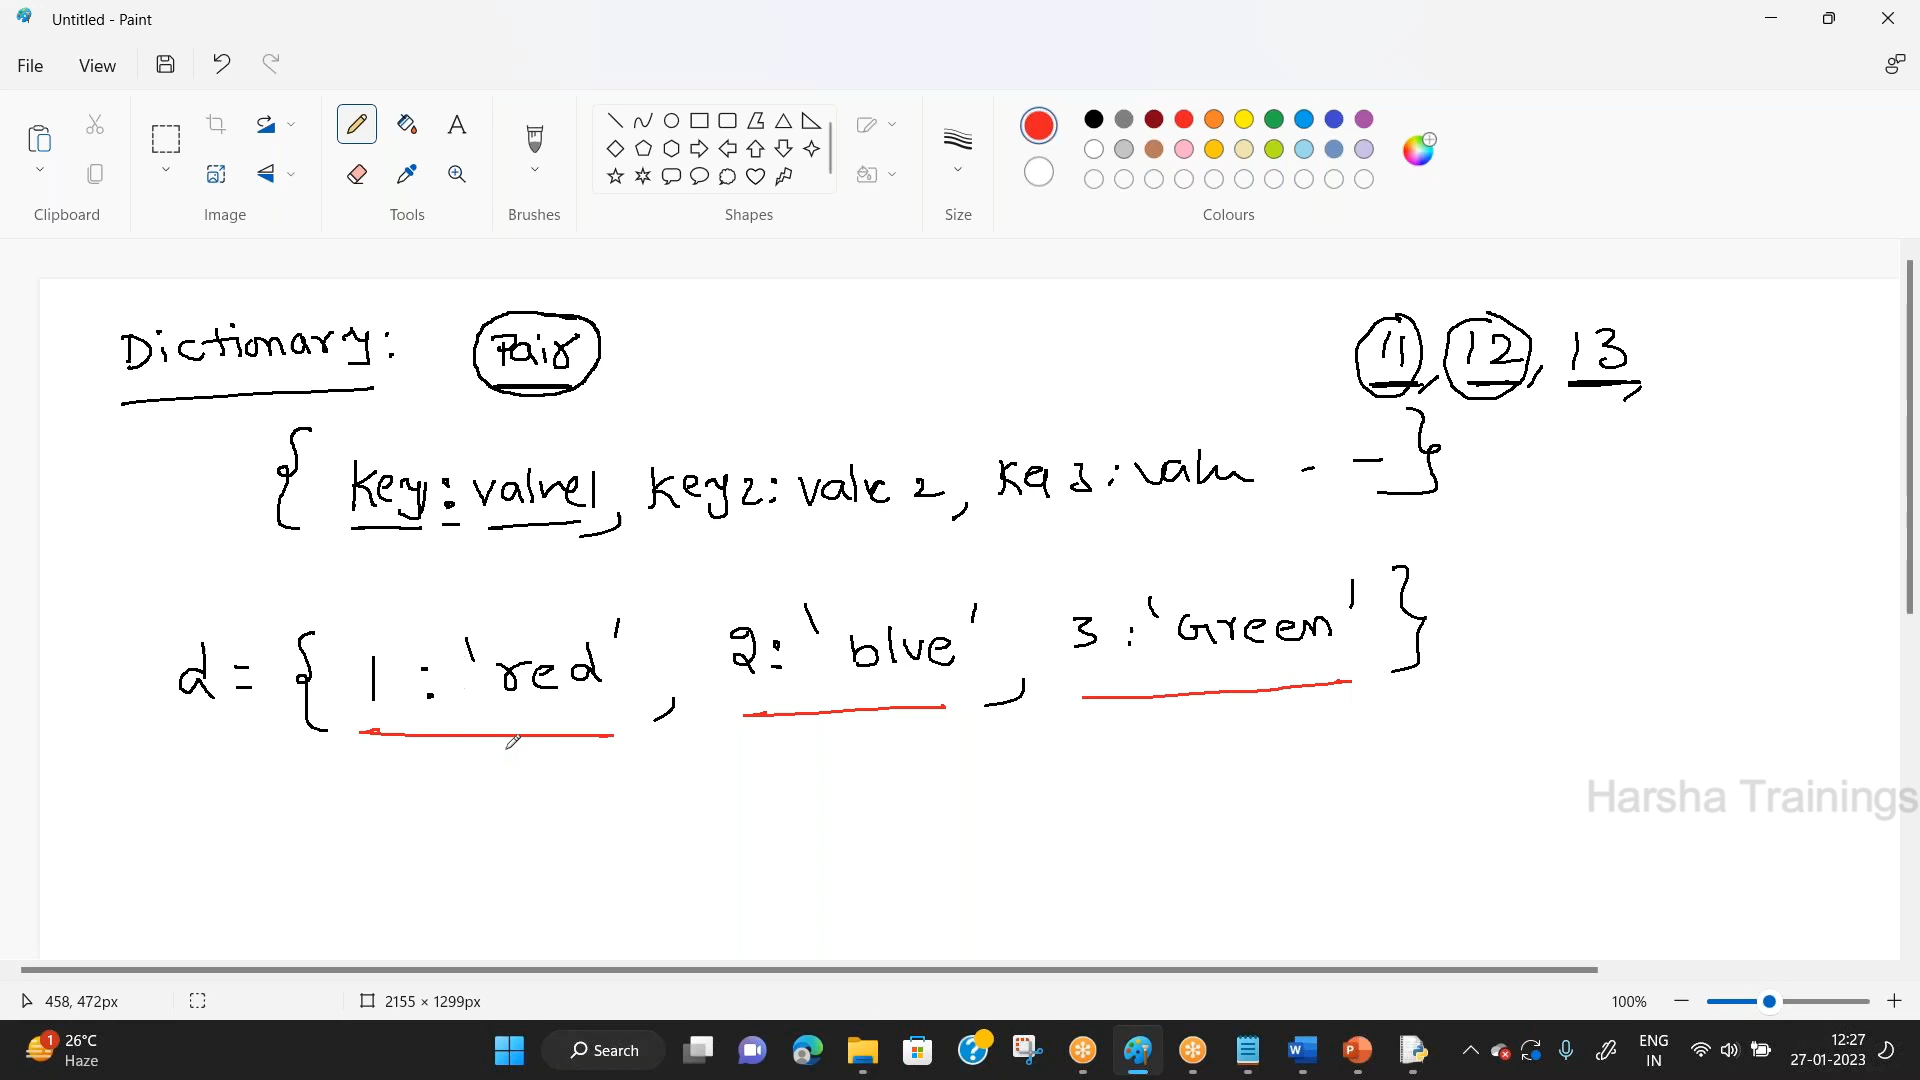 Untitled - Paint
File View
Clipboard Image Tools Brushes Shapes Size Colours
Dictionary: Pair 11, 12, 13,
{ key: value1, key2: value 2, key 3: valu - - }
d = { 1 : 'red', 2: 'blue', 3 : 'Green' }
Harsha Trainings
458, 472px 2155 × 1299px 100%
1 26°C Search ENG 12:27
Haze IN 27-01-2023